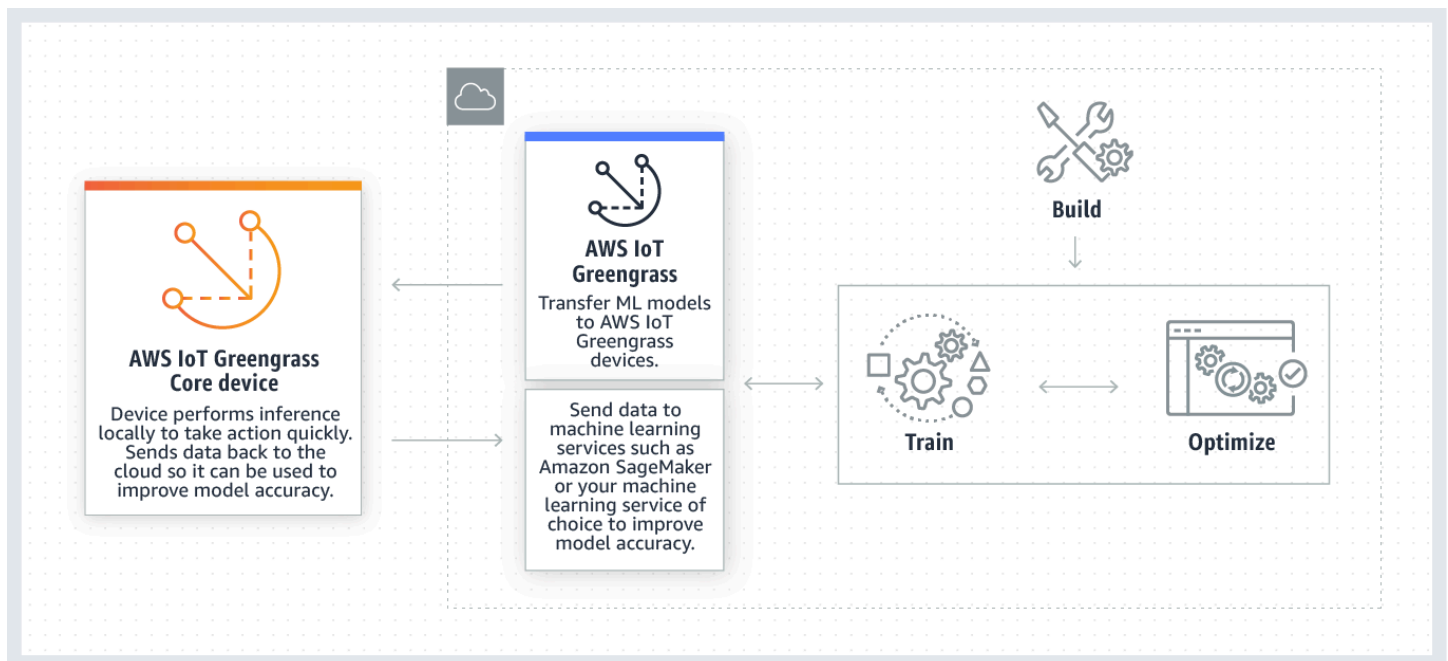 AWS IoT Greengrass
Core device
Device performs inference
locally to take action quickly.
Sends data back to the
cloud so it can be used to
improve model accuracy.
AWS IoT
Greengrass
Transfer ML models
to AWS IoT
Greengrass
devices.
Send data to
machine learning
services such as
Amazon SageMaker
or your machine
learning service of
choice to improve
model accuracy.
Build
Train
Optimize